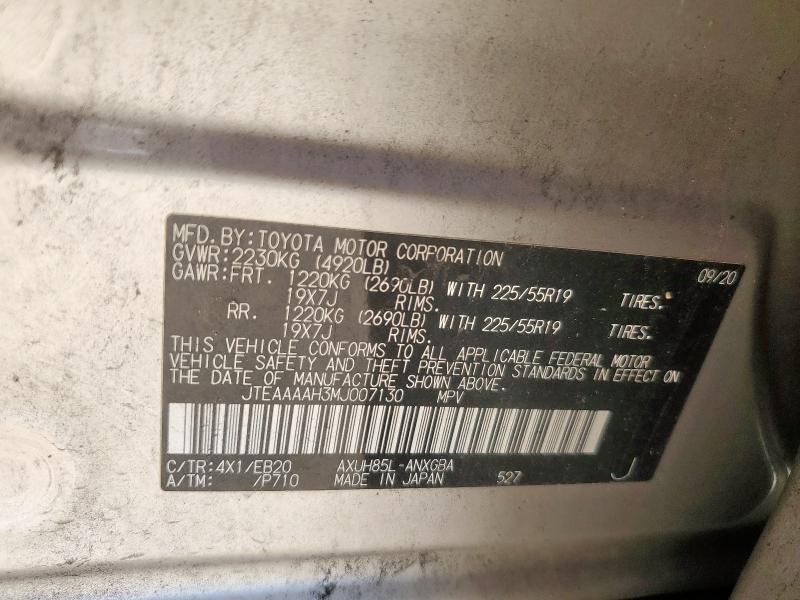 MFD. BY: TOYOTA MOTOR CORPORATION 09/20
GVWR: 2230KG (4920LB)
GAWR: FRT. 1220KG (2690LB) WITH 225/55R19 TIRES.
19X7J RIMS.
RR. 1220KG (2690LB) WITH 225/55R19 TIRES.
19X7J RIMS.
THIS VEHICLE CONFORMS TO ALL APPLICABLE FEDERAL MOTOR
VEHICLE SAFETY AND THEFT PREVENTION STANDARDS IN EFFECT ON
THE DATE OF MANUFACTURE SHOWN ABOVE.
JTEAAAAH3MJ007130 MPV
C/TR: 4X1/EB20 AXUH85L-ANXGBA
A/TM: /P710 MADE IN JAPAN 527 J